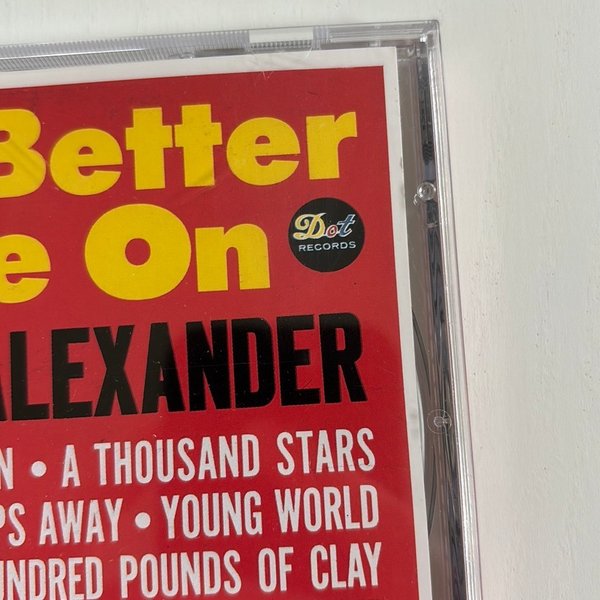 Better
e On
Dot
RECORDS
ALEXANDER
N • A THOUSAND STARS
PS AWAY • YOUNG WORLD
UNDRED POUNDS OF CLAY